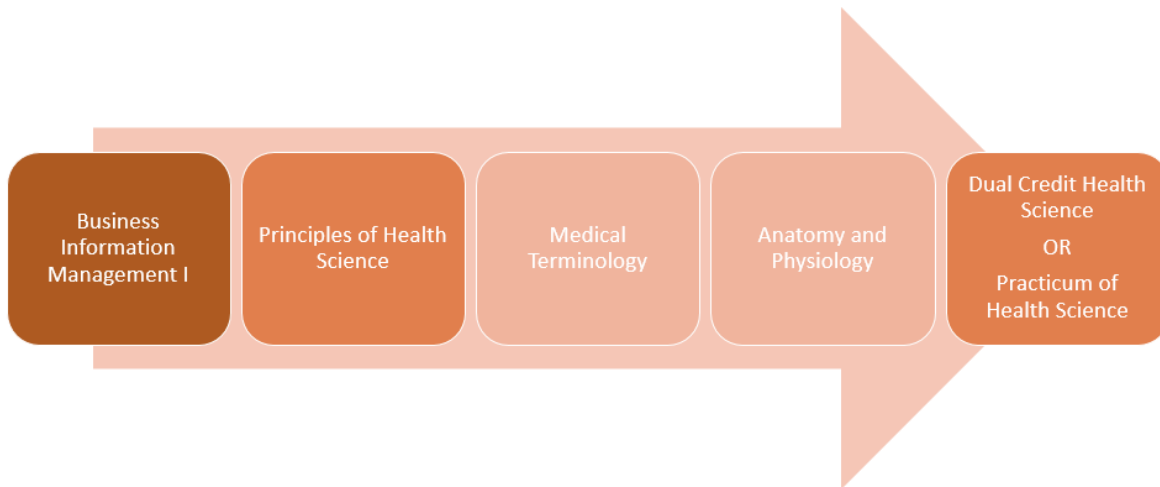 Business
Information
Management I
Principles of Health
Science
Medical
Terminology
Anatomy and
Physiology
Dual Credit Health
Science
OR
Practicum of
Health Science